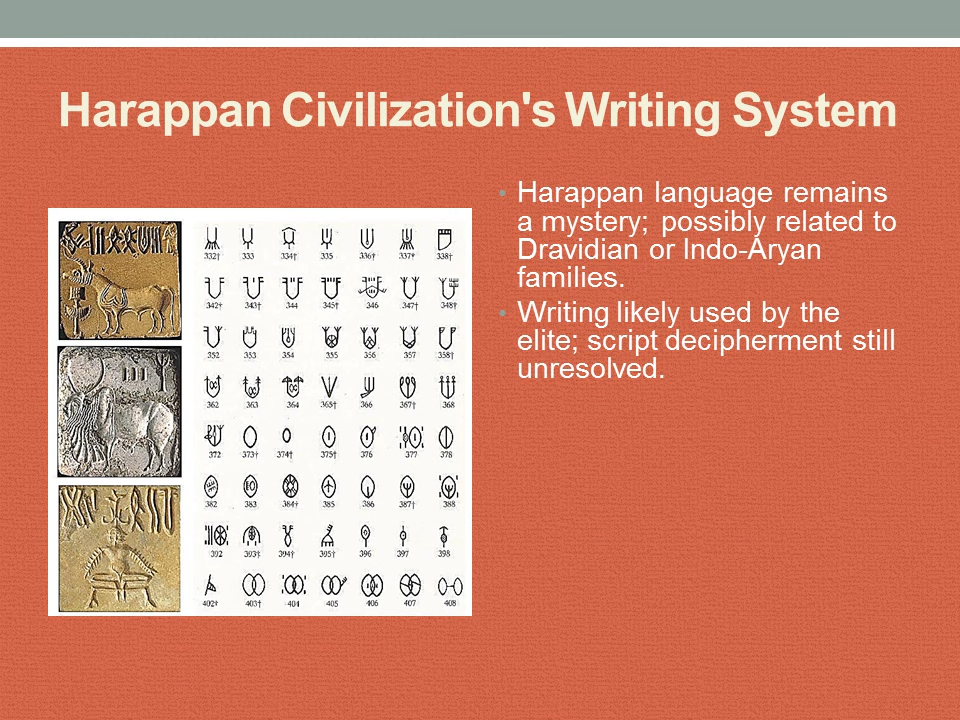 Harappan Civilization's Writing System
• Harappan language remains
a mystery; possibly related to
Dravidian or Indo-Aryan
families.
• Writing likely used by the
elite; script decipherment still
unresolved.
332† 333 334† 335 336† 337* 338†
342† 343† 344 345† 346 347† 348†
352 353 354 355 356 357 358†
362 363 364 365† 366 367† 368
372 373† 374† 375† 376 377 378
382 383 384† 385 386 387† 388
392 393‡ 394† 395† 396 397 398
402† 403† 404 405 406 407 408